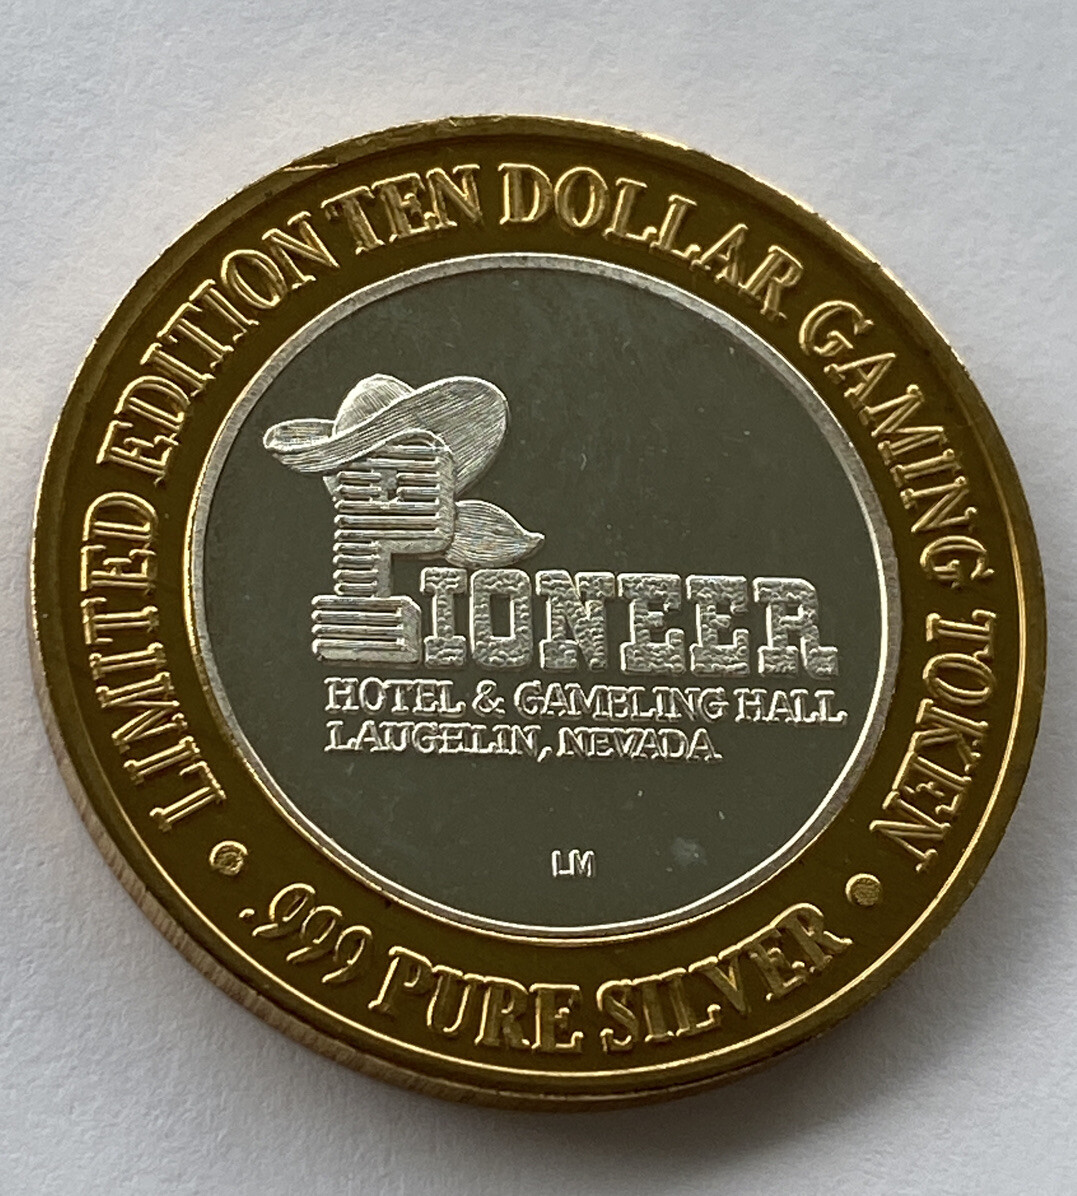 LIMITED EDITION TEN DOLLAR GAMING TOKEN
PIONEER
HOTEL & GAMBLING HALL
LAUGHLIN, NEVADA
LM
• .999 PURE SILVER •